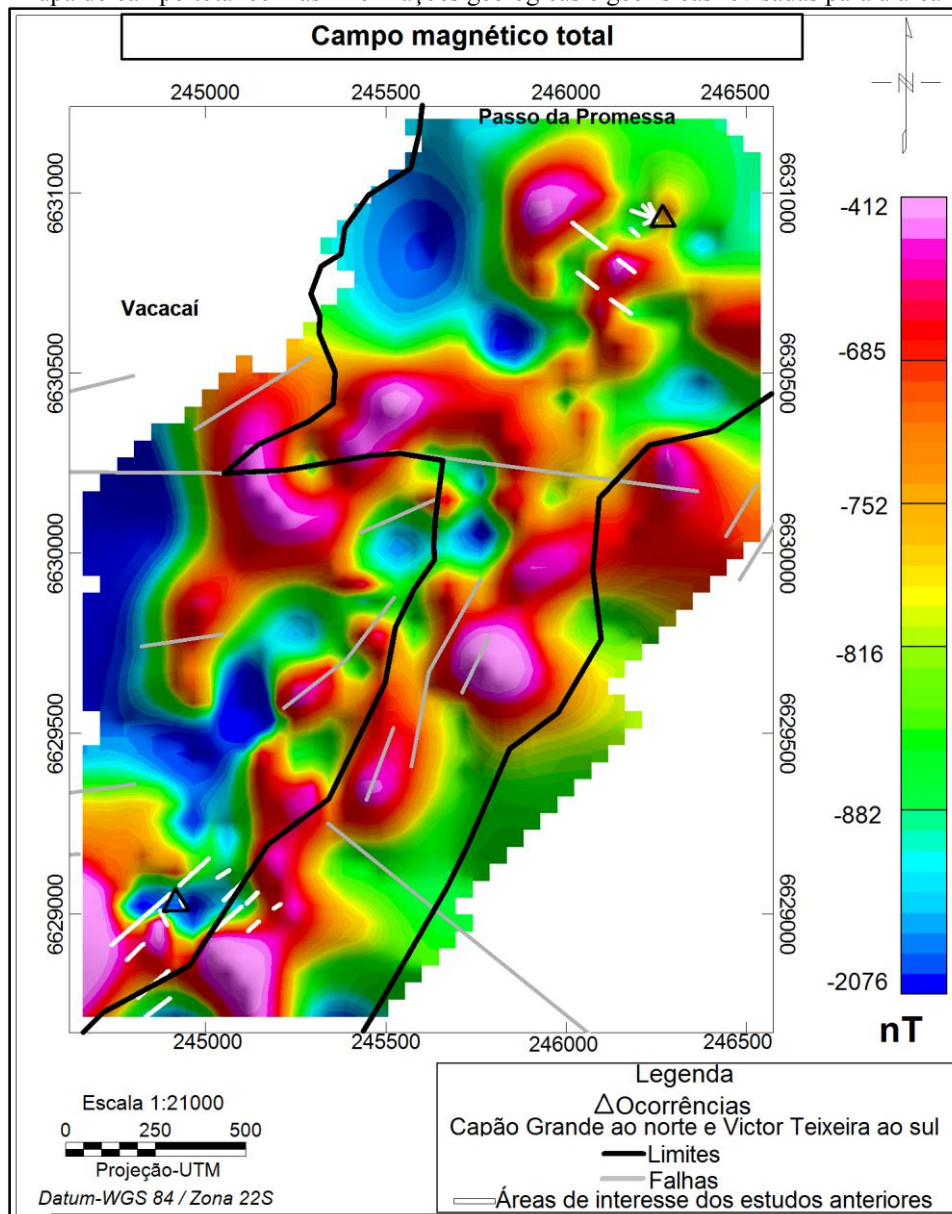 Campo magnético total
N
245000 245500 246000 246500
Passo da Promessa
6631000 6631000
-412
Vacacaí
6630500 6630500
-685
-752
6630000 6630000
-816
6629500 6629500
-882
6629000 6629000
-2076
nT
245000 245500 246000 246500
Legenda
Ocorrências
Capão Grande ao norte e Victor Teixeira ao sul
Limites
Falhas
Áreas de interesse dos estudos anteriores
Escala 1:21000
0 250 500
Projeção-UTM
Datum-WGS 84 / Zona 22S